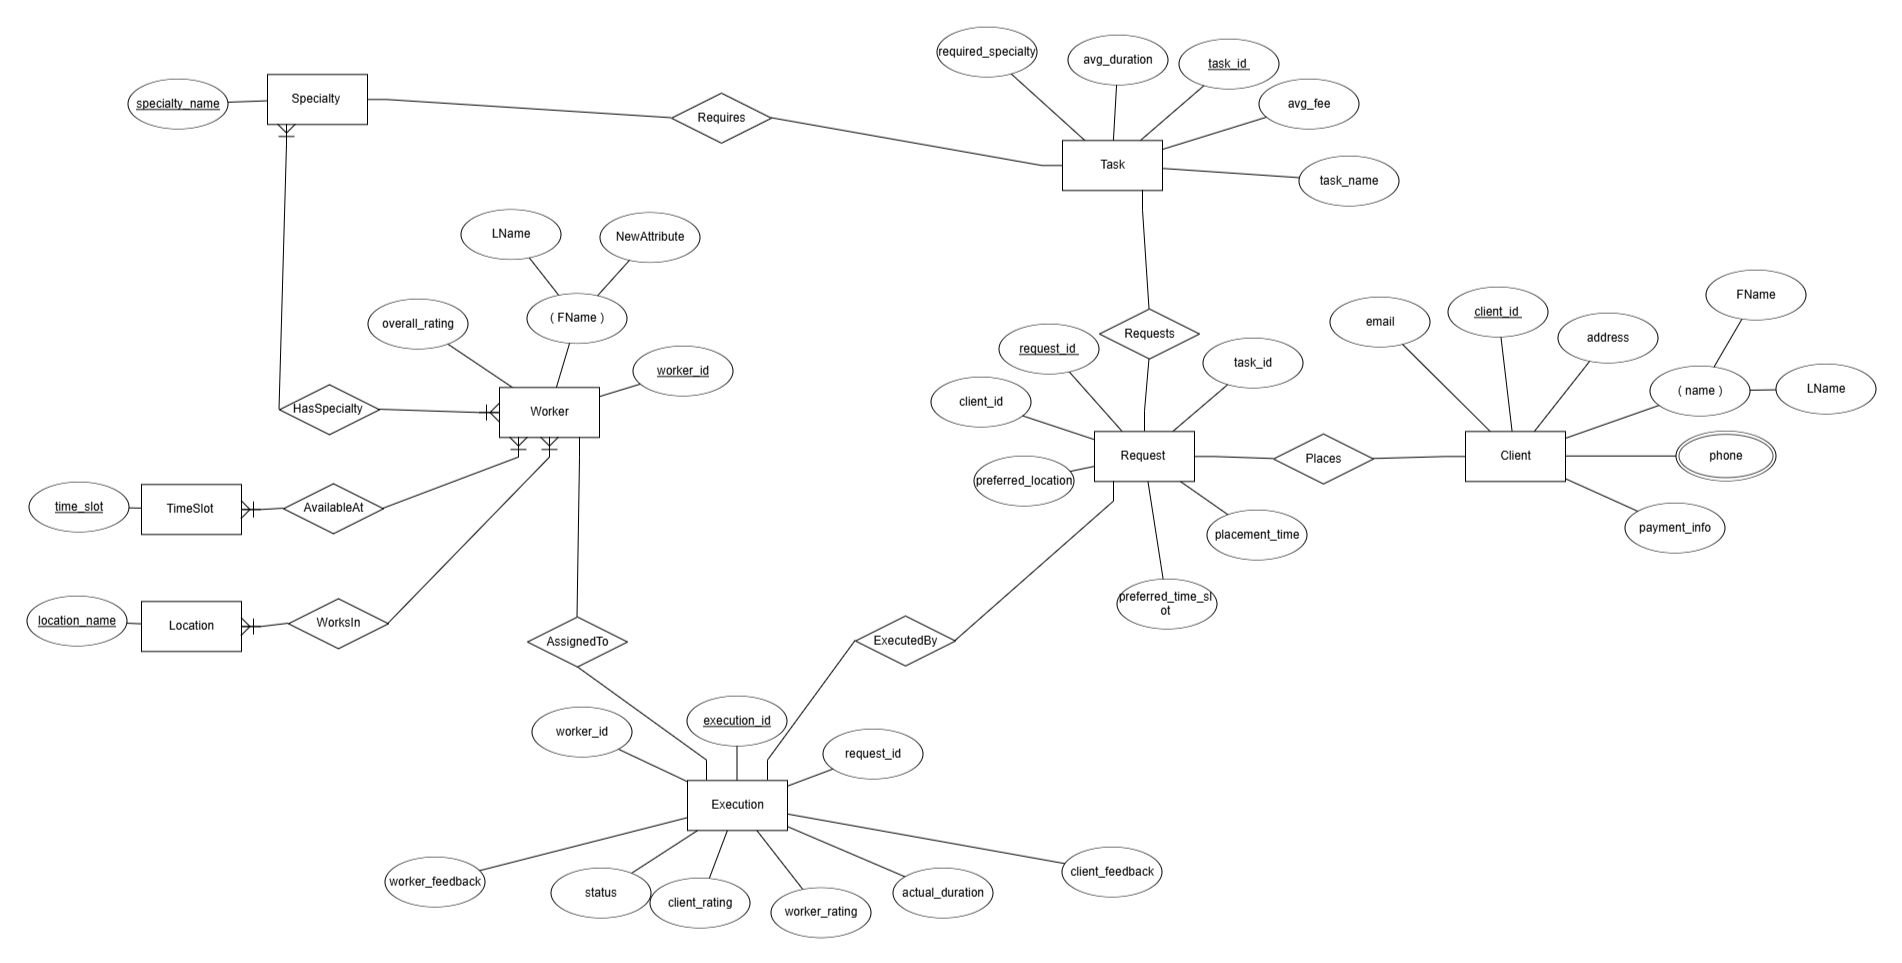 required_specialty
avg_duration
task_id
avg_fee
specialty_name
Specialty
Requires
Task
task_name
LName
NewAttribute
overall_rating
( FName )
worker_id
HasSpecialty
Worker
time_slot
TimeSlot
AvailableAt
location_name
Location
WorksIn
AssignedTo
Requests
request_id
task_id
client_id
Request
preferred_location
placement_time
preferred_time_sl
ot
Places
email
client_id
address
FName
( name )
LName
Client
phone
payment_info
ExecutedBy
worker_id
execution_id
request_id
Execution
worker_feedback
status
client_rating
worker_rating
actual_duration
client_feedback